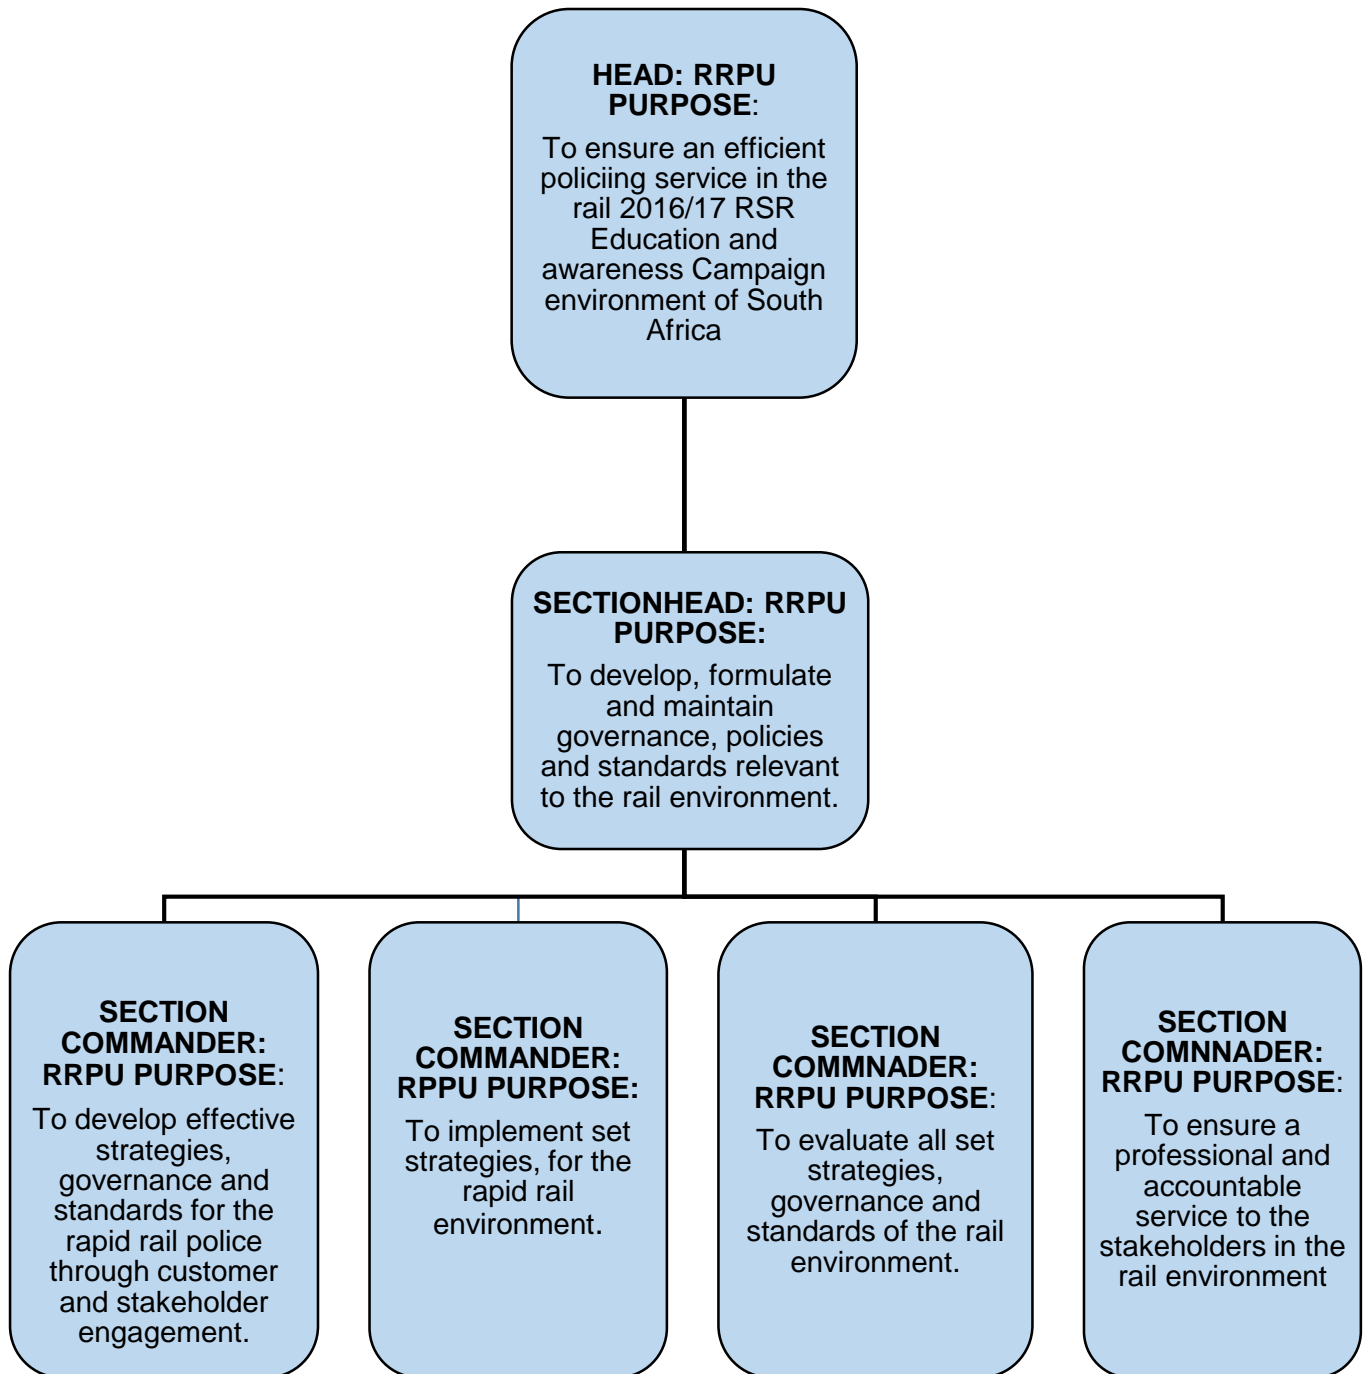 HEAD: RRPU
PURPOSE:
To ensure an efficient
policiing service in the
rail 2016/17 RSR
Education and
awareness Campaign
environment of South
Africa
SECTIONHEAD: RRPU
PURPOSE:
To develop, formulate
and maintain
governance, policies
and standards relevant
to the rail environment.
SECTION
COMMANDER:
RRPU PURPOSE:
To develop effective
strategies,
governance and
standards for the
rapid rail police
through customer
and stakeholder
engagement.
SECTION
COMMANDER:
RPPU PURPOSE:
To implement set
strategies, for the
rapid rail
environment.
SECTION
COMMNADER:
RRPU PURPOSE:
To evaluate all set
strategies,
governance and
standards of the rail
environment.
SECTION
COMNNADER:
RRPU PURPOSE:
To ensure a
professional and
accountable
service to the
stakeholders in the
rail environment